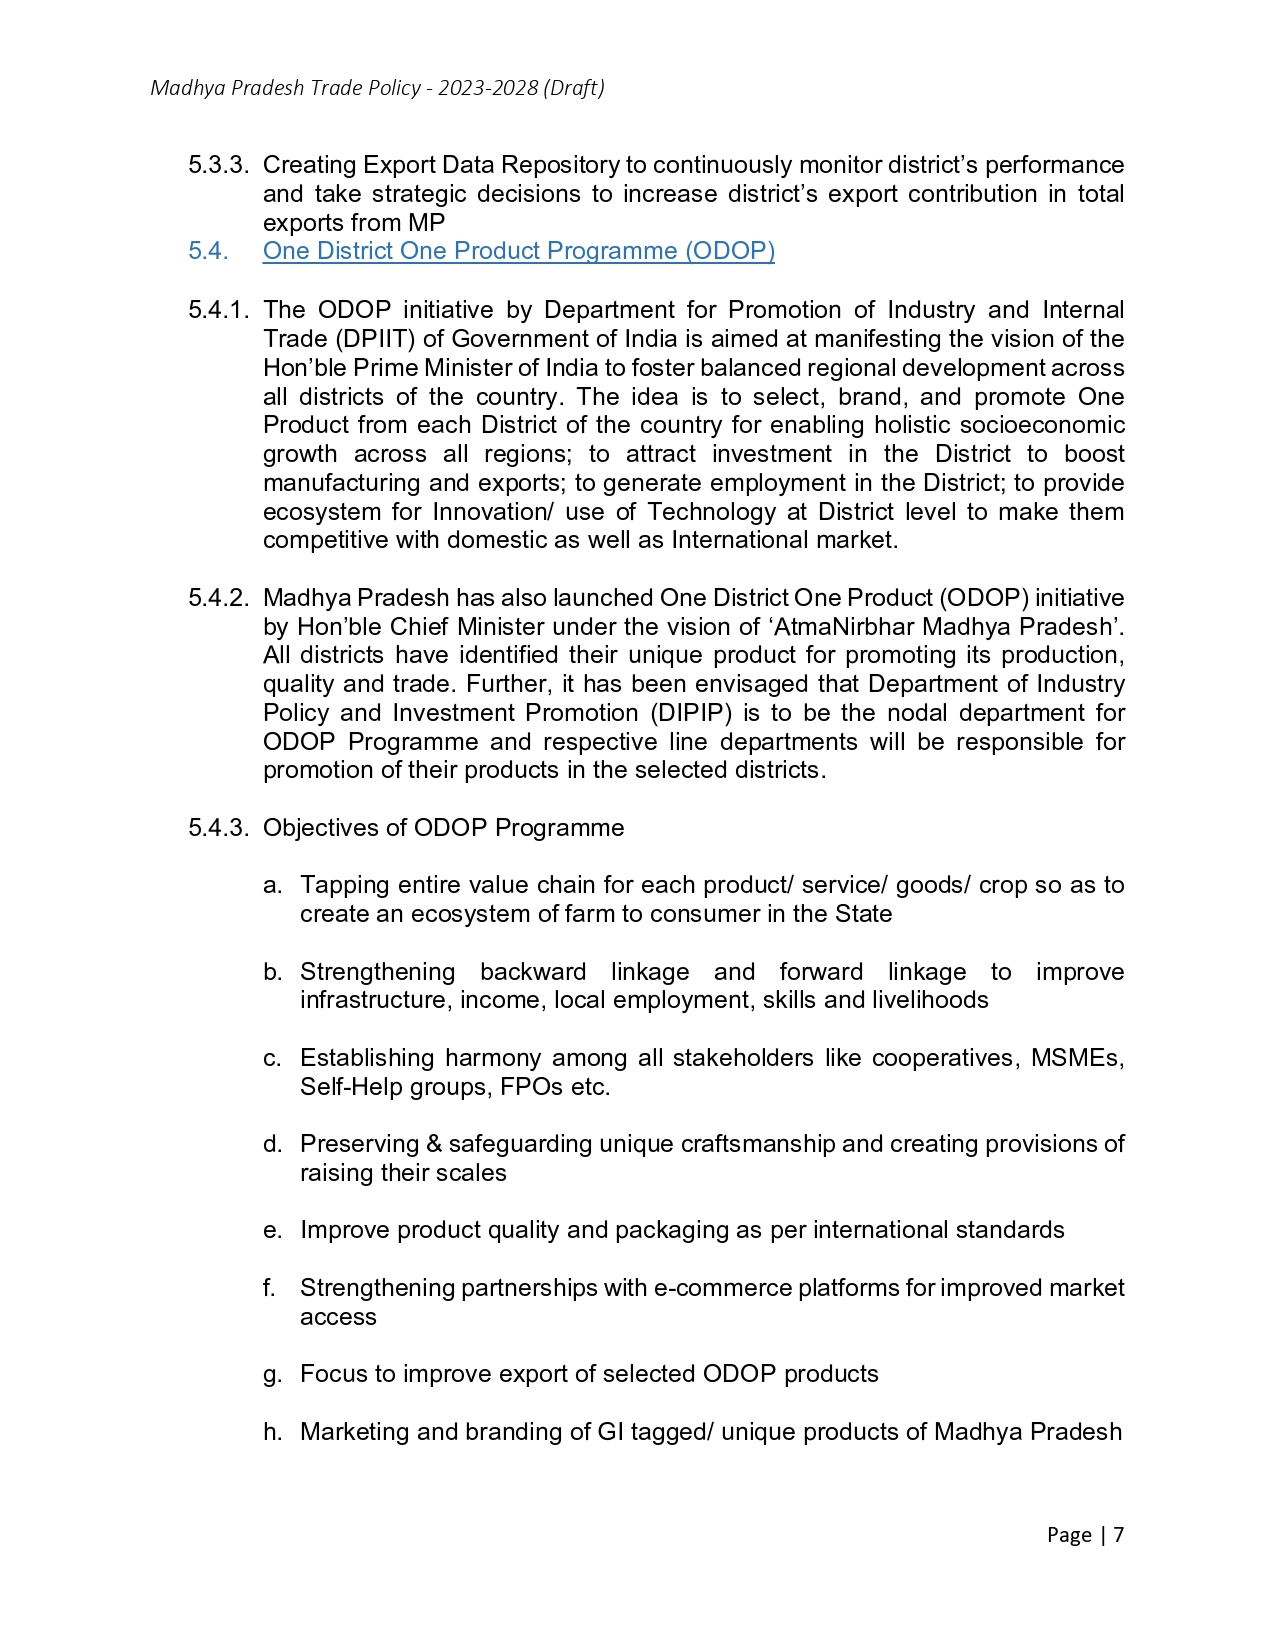 Madhya Pradesh Trade Policy - 2023-2028 (Draft)
5.3.3. Creating Export Data Repository to continuously monitor district’s performance
and take strategic decisions to increase district’s export contribution in total
exports from MP
5.4. One District One Product Programme (ODOP)
5.4.1. The ODOP initiative by Department for Promotion of Industry and Internal
Trade (DPIIT) of Government of India is aimed at manifesting the vision of the
Hon’ble Prime Minister of India to foster balanced regional development across
all districts of the country. The idea is to select, brand, and promote One
Product from each District of the country for enabling holistic socioeconomic
growth across all regions; to attract investment in the District to boost
manufacturing and exports; to generate employment in the District; to provide
ecosystem for Innovation/ use of Technology at District level to make them
competitive with domestic as well as International market.
5.4.2. Madhya Pradesh has also launched One District One Product (ODOP) initiative
by Hon’ble Chief Minister under the vision of ‘AtmaNirbhar Madhya Pradesh’.
All districts have identified their unique product for promoting its production,
quality and trade. Further, it has been envisaged that Department of Industry
Policy and Investment Promotion (DIPIP) is to be the nodal department for
ODOP Programme and respective line departments will be responsible for
promotion of their products in the selected districts.
5.4.3. Objectives of ODOP Programme
a. Tapping entire value chain for each product/ service/ goods/ crop so as to
create an ecosystem of farm to consumer in the State
b. Strengthening backward linkage and forward linkage to improve
infrastructure, income, local employment, skills and livelihoods
c. Establishing harmony among all stakeholders like cooperatives, MSMEs,
Self-Help groups, FPOs etc.
d. Preserving & safeguarding unique craftsmanship and creating provisions of
raising their scales
e. Improve product quality and packaging as per international standards
f. Strengthening partnerships with e-commerce platforms for improved market
access
g. Focus to improve export of selected ODOP products
h. Marketing and branding of GI tagged/ unique products of Madhya Pradesh
Page | 7